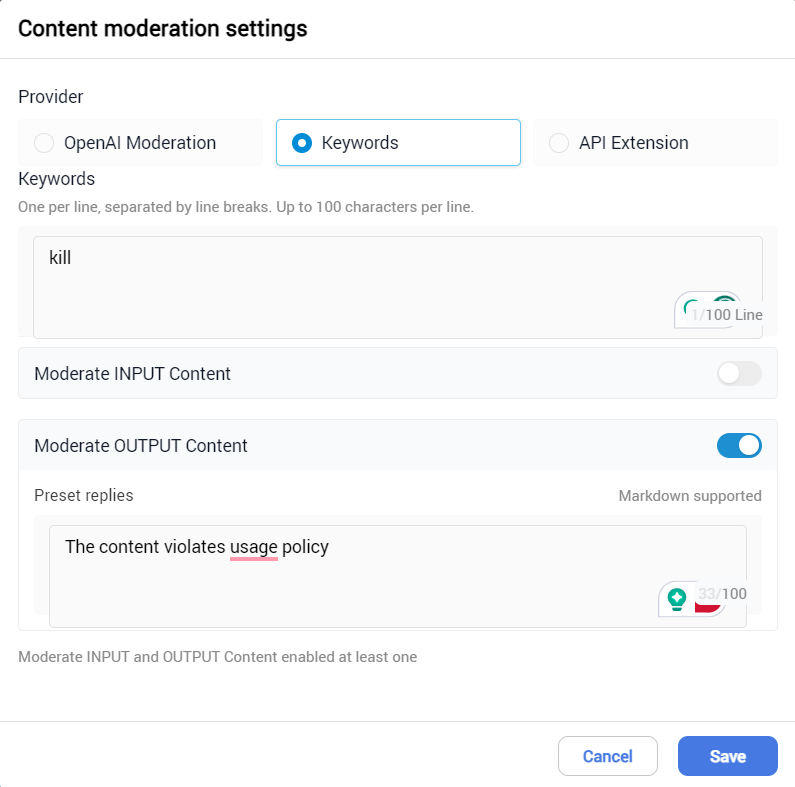 Content moderation settings
Provider
OpenAI Moderation
Keywords
API Extension
Keywords
One per line, separated by line breaks. Up to 100 characters per line.
kill
1/100 Line
Moderate INPUT Content
Moderate OUTPUT Content
Preset replies
Markdown supported
The content violates usage policy
33/100
Moderate INPUT and OUTPUT Content enabled at least one
Cancel
Save